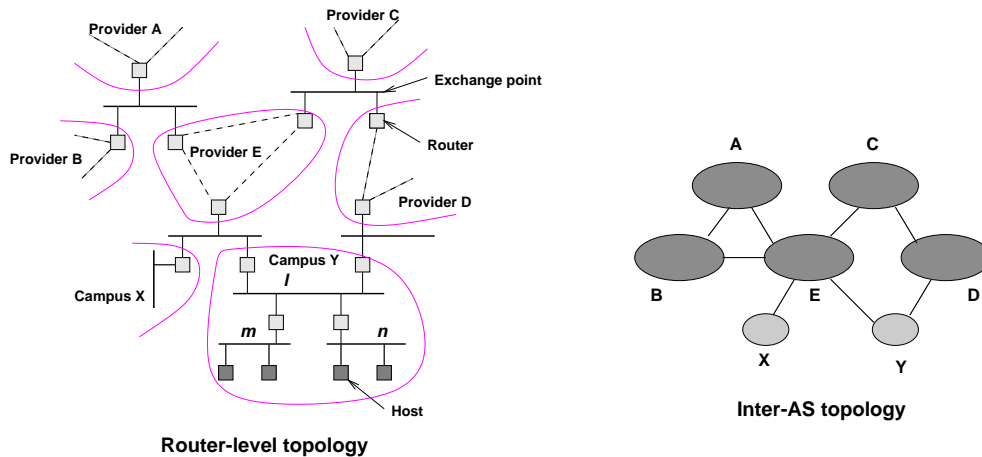 Provider C
Provider A
Exchange point
Router
Provider E
Provider B
Provider D
Campus Y
l
Campus X
m
n
Host
Router-level topology
A
C
B
E
D
X
Y
Inter-AS topology